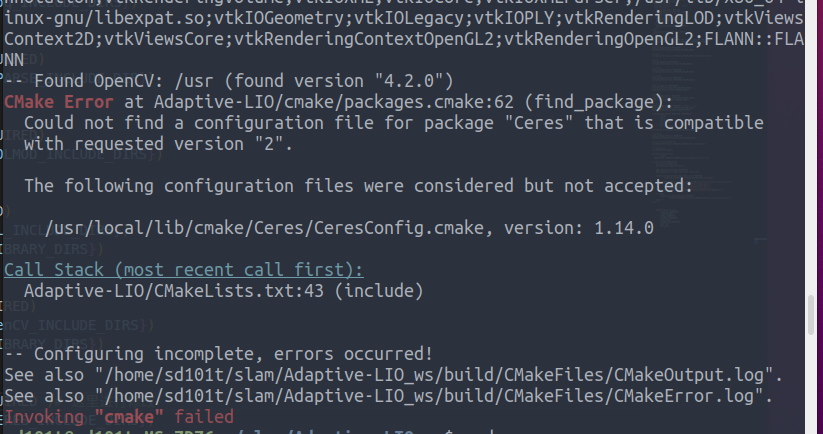 inux-gnu/libexpat.so;vtkIOGeometry;vtkIOLegacy;vtkIOPLY;vtkRenderingLOD;vtkViews
Context2D;vtkViewsCore;vtkRenderingContextOpenGL2;vtkRenderingOpenGL2;FLANN::FLA
NN
-- Found OpenCV: /usr (found version "4.2.0")
CMake Error at Adaptive-LIO/cmake/packages.cmake:62 (find_package):
Could not find a configuration file for package "Ceres" that is compatible
with requested version "2".
The following configuration files were considered but not accepted:
/usr/local/lib/cmake/Ceres/CeresConfig.cmake, version: 1.14.0
Call Stack (most recent call first):
Adaptive-LIO/CMakeLists.txt:43 (include)
-- Configuring incomplete, errors occurred!
See also "/home/sd101t/slam/Adaptive-LIO_ws/build/CMakeFiles/CMakeOutput.log".
See also "/home/sd101t/slam/Adaptive-LIO_ws/build/CMakeFiles/CMakeError.log".
Invoking "cmake" failed